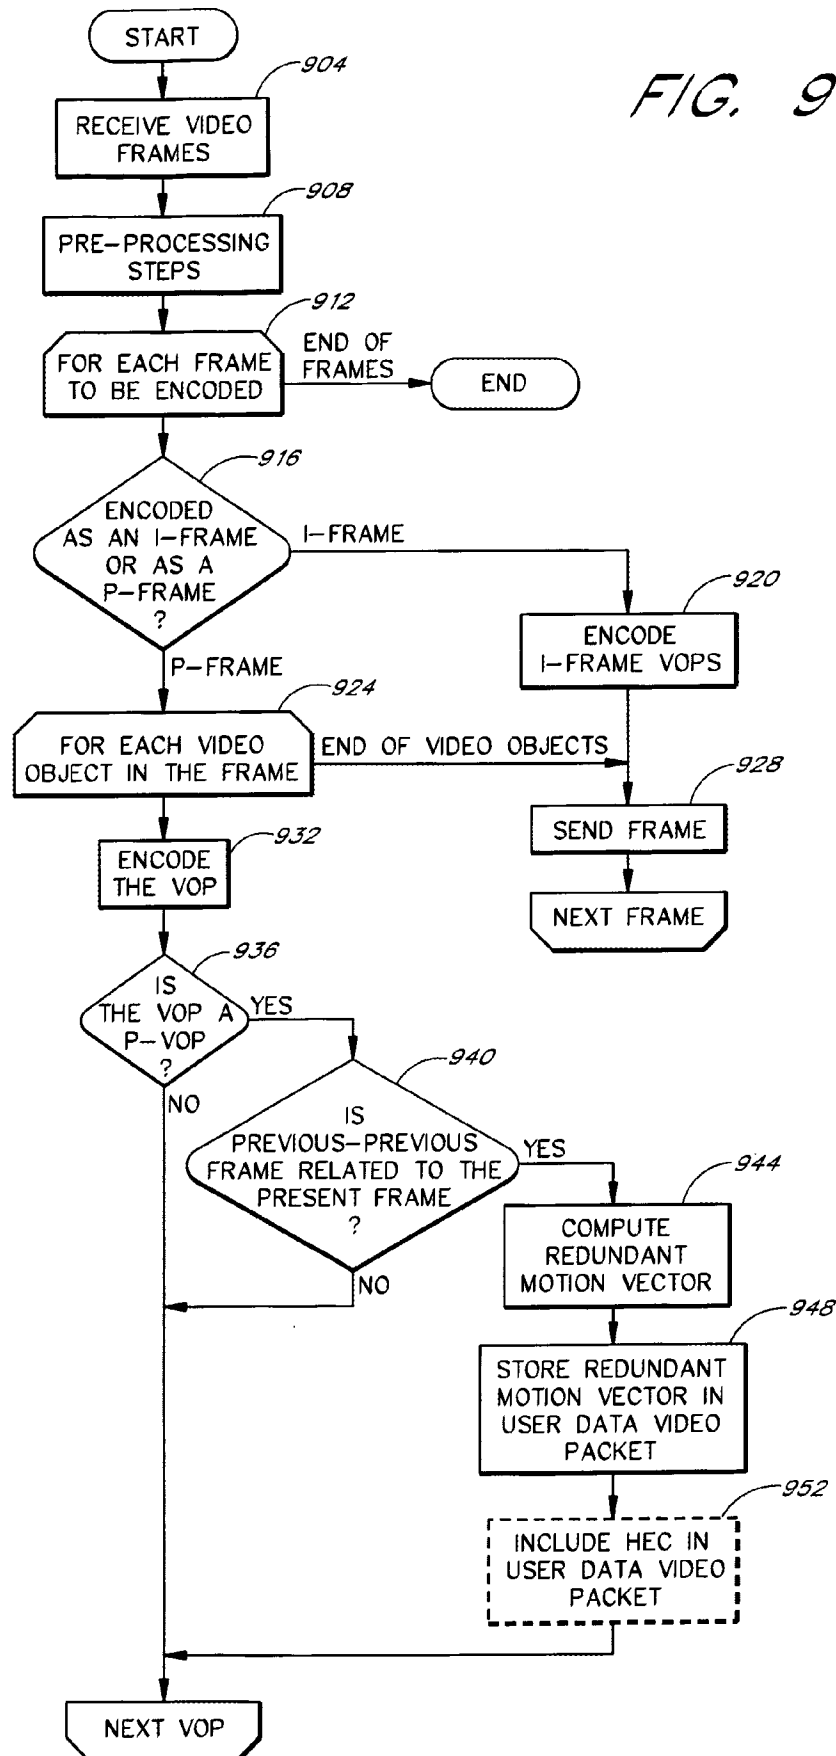 START
904
FIG. 9
RECEIVE VIDEO
FRAMES
908
PRE-PROCESSING
STEPS
912
FOR EACH FRAME
TO BE ENCODED
END OF
FRAMES
END
916
ENCODED
AS AN I-FRAME
OR AS A
P-FRAME
?
I-FRAME
920
ENCODE
I-FRAME VOPS
P-FRAME
924
FOR EACH VIDEO
OBJECT IN THE FRAME
END OF VIDEO OBJECTS
928
SEND FRAME
932
ENCODE
THE VOP
NEXT FRAME
936
IS
THE VOP A
P-VOP
?
YES
NO
940
IS
PREVIOUS-PREVIOUS
FRAME RELATED TO THE
PRESENT FRAME
?
YES
NO
944
COMPUTE
REDUNDANT
MOTION VECTOR
948
STORE REDUNDANT
MOTION VECTOR IN
USER DATA VIDEO
PACKET
952
INCLUDE HEC IN
USER DATA VIDEO
PACKET
NEXT VOP